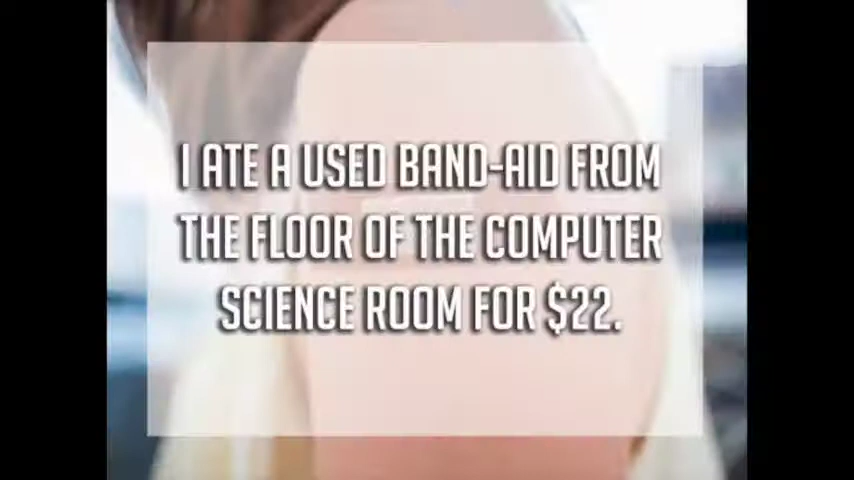 I ATE A USED BAND-AID FROM
THE FLOOR OF THE COMPUTER
SCIENCE ROOM FOR $22.